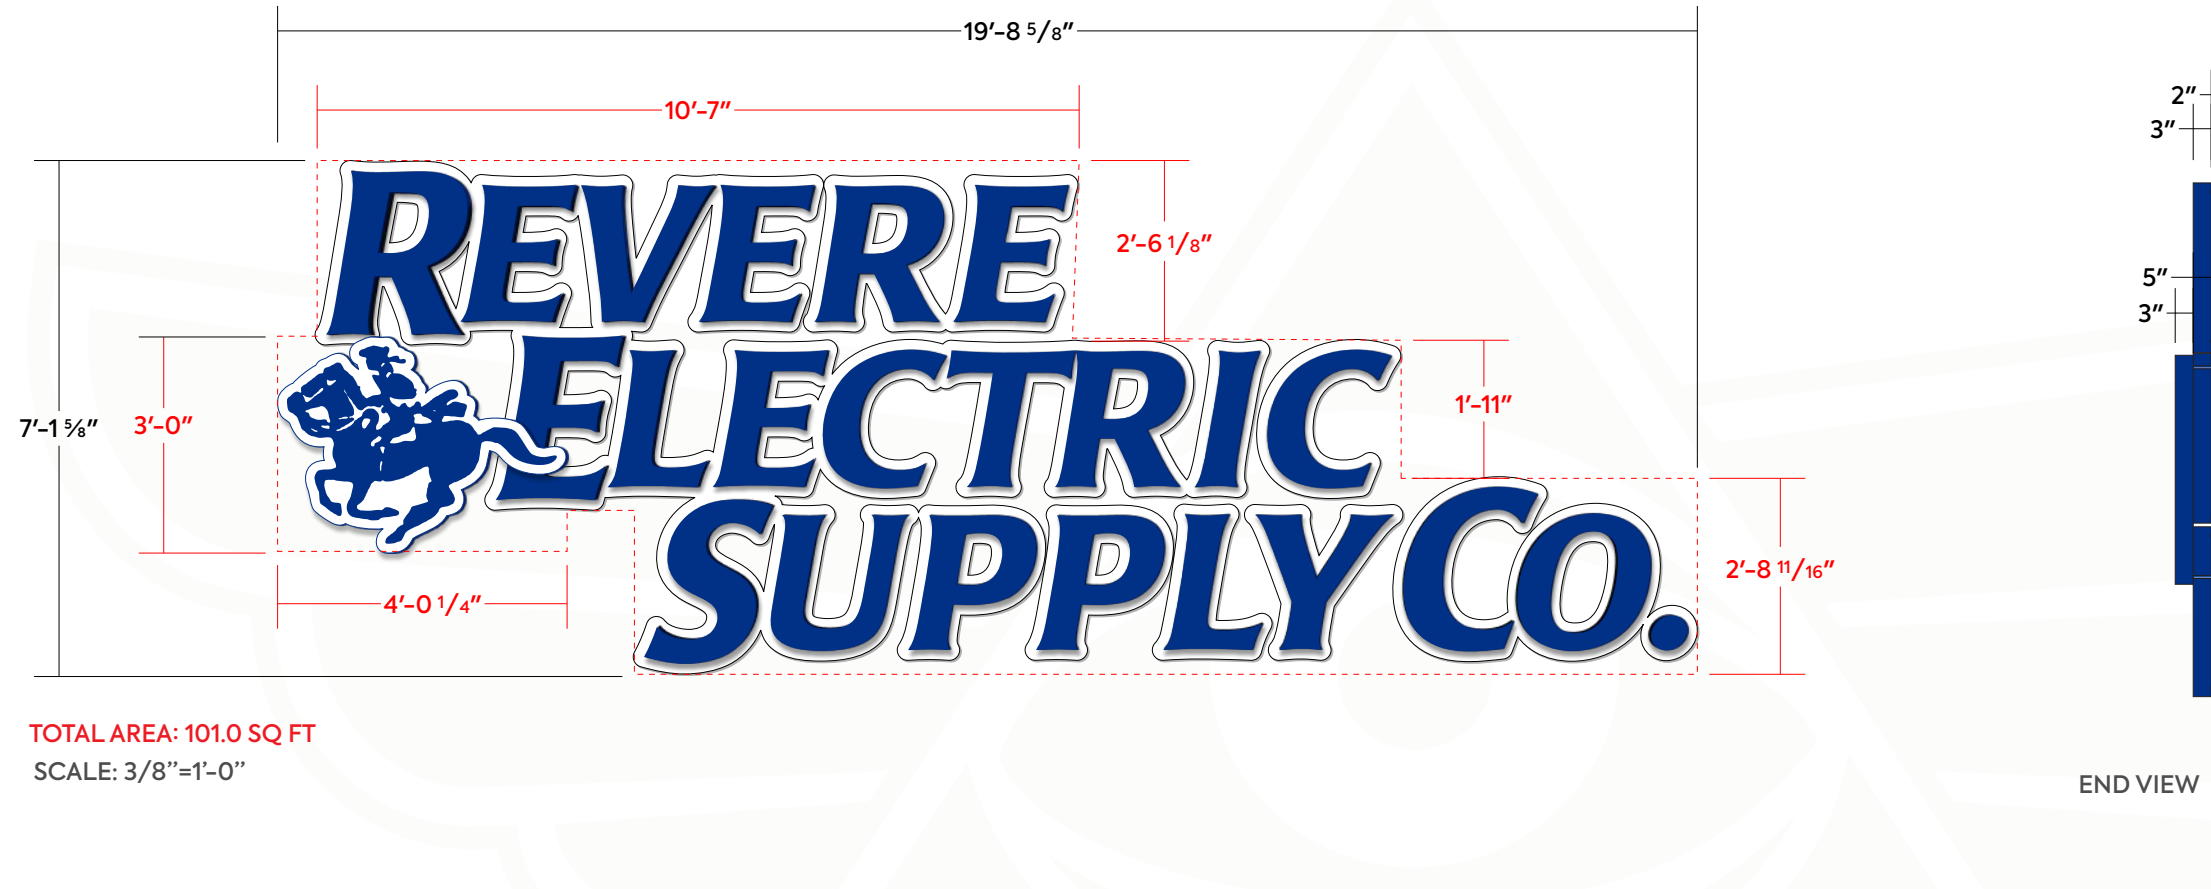 19'-8 5/8"
10'-7"
2"
3"
REVERE
2'-6 1/8"
5"
3"
ELECTRIC
1'-11"
7'-1 5/8"
3'-0"
SUPPLY CO.
2'-8 11/16"
4'-0 1/4"
TOTAL AREA: 101.0 SQ FT
SCALE: 3/8”=1’-0”
END VIEW